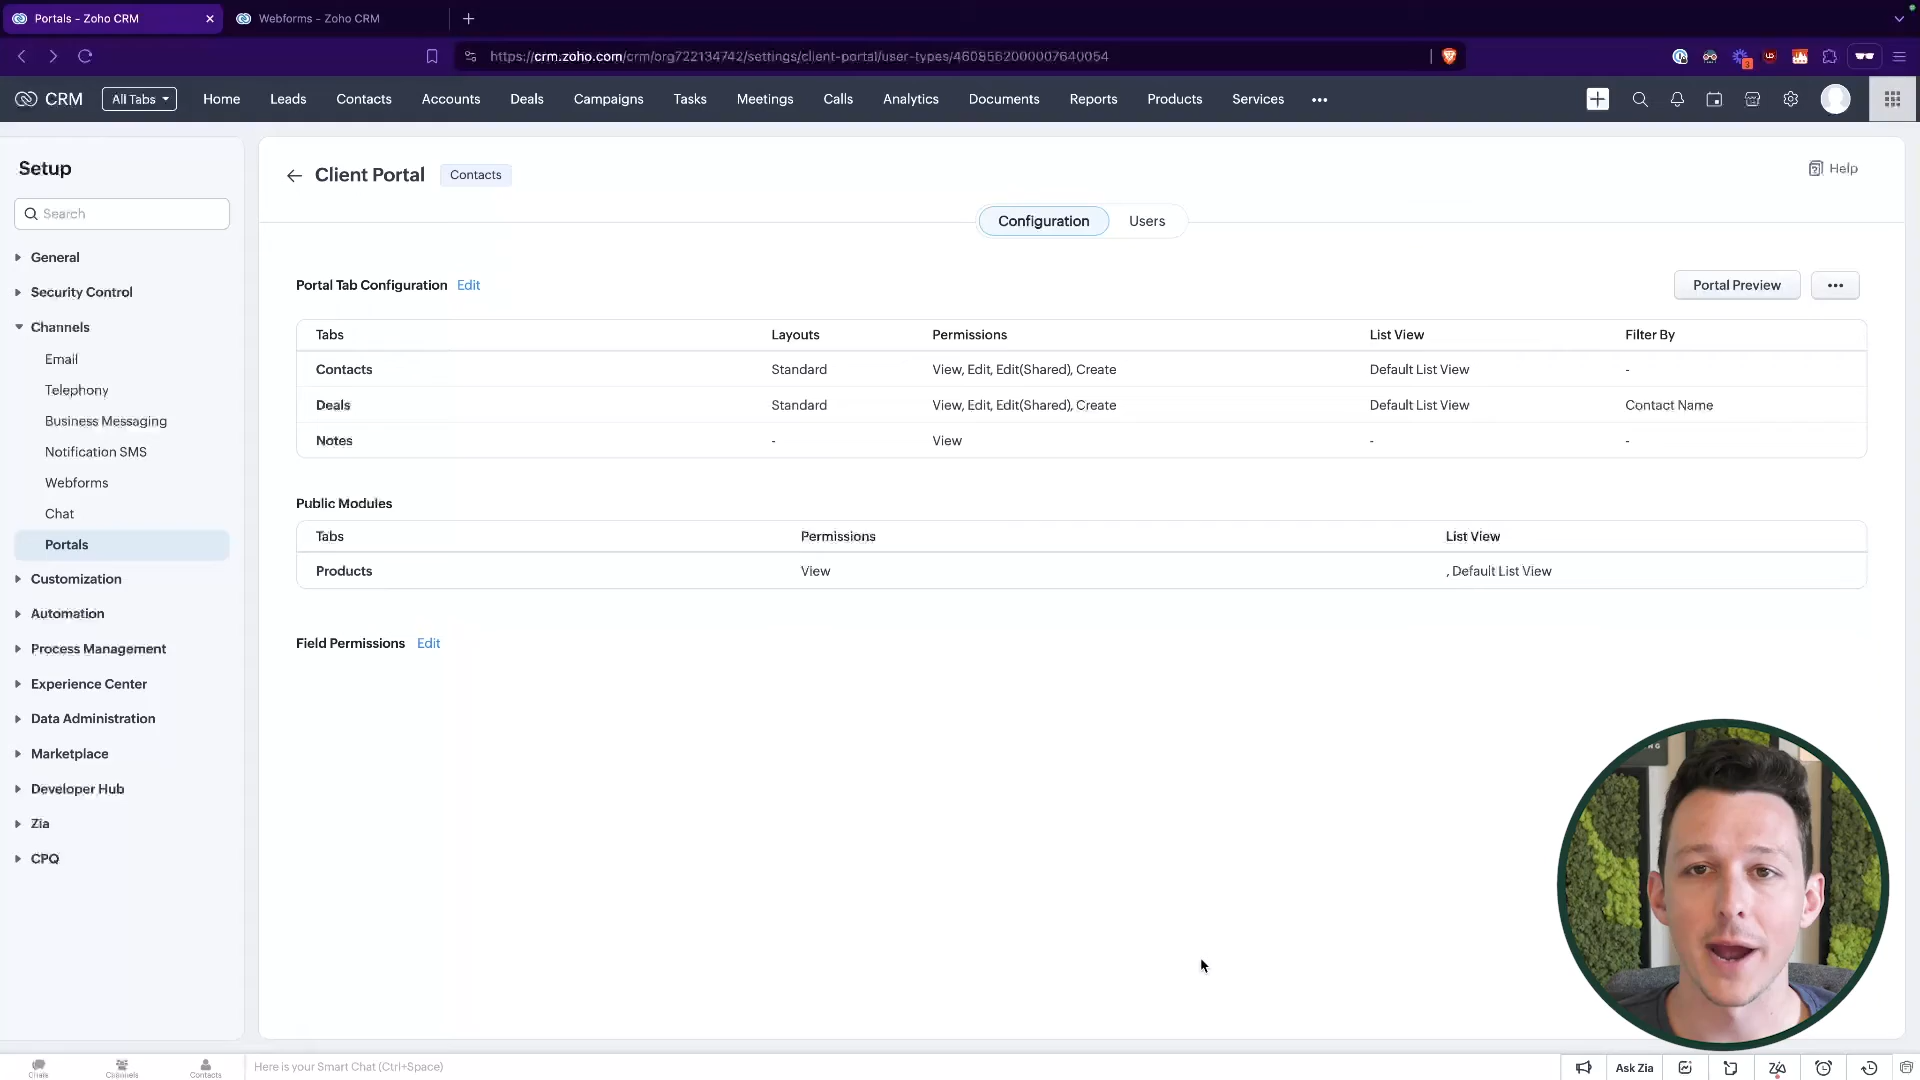 Portals - Zoho CRM
Webforms - Zoho CRM
https://crm.zoho.com/crm/org722134742/settings/client-portal/user-types/4608562000007640054
CRM
All Tabs
Home
Leads
Contacts
Accounts
Deals
Campaigns
Tasks
Meetings
Calls
Analytics
Documents
Reports
Products
Services
Setup
Search
General
Security Control
Channels
Email
Telephony
Business Messaging
Notification SMS
Webforms
Chat
Portals
Customization
Automation
Process Management
Experience Center
Data Administration
Marketplace
Developer Hub
Zia
CPQ
Client Portal
Contacts
Help
Configuration
Users
Portal Tab Configuration Edit
Portal Preview
Tabs Layouts Permissions List View Filter By
Contacts Standard View, Edit, Edit(Shared), Create Default List View -
Deals Standard View, Edit, Edit(Shared), Create Default List View Contact Name
Notes - View - -
Public Modules
Tabs Permissions List View
Products View , Default List View
Field Permissions Edit
Chats
Channels
Contacts
Here is your Smart Chat (Ctrl+Space)
Ask Zia